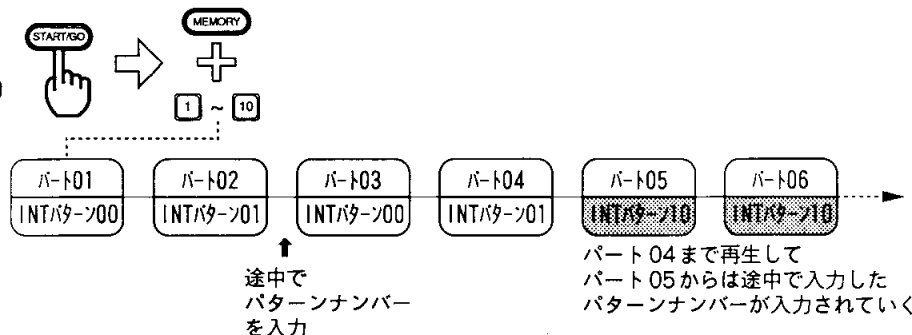 START/GO
MEMORY
1 ~ 10
パート01 パート02 パート03 パート04 パート05 パート06
INTパターン00 INTパターン01 INTパターン00 INTパターン01 INTパターン10 INTパターン10
途中で
パターンナンバー
を入力
パート04まで再生して
パート05からは途中で入力した
パターンナンバーが入力されていく